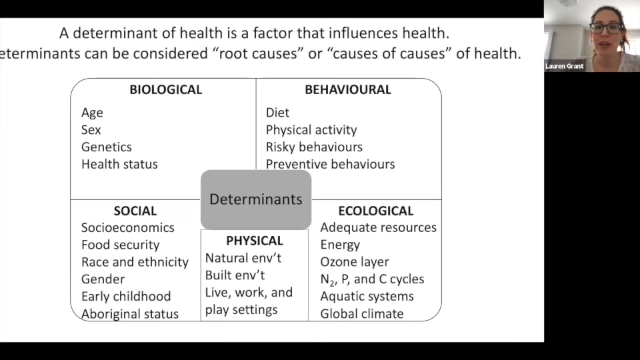 A determinant of health is a factor that influences health.
eterminants can be considered “root causes” or “causes of causes” of health.
Lauren Grant
BIOLOGICAL
Age
Sex
Genetics
Health status
BEHAVIOURAL
Diet
Physical activity
Risky behaviours
Preventive behaviours
Determinants
SOCIAL
Socioeconomics
Food security
Race and ethnicity
Gender
Early childhood
Aboriginal status
PHYSICAL
Natural env’t
Built env’t
Live, work, and
play settings
ECOLOGICAL
Adequate resources
Energy
Ozone layer
N₂, P, and C cycles
Aquatic systems
Global climate